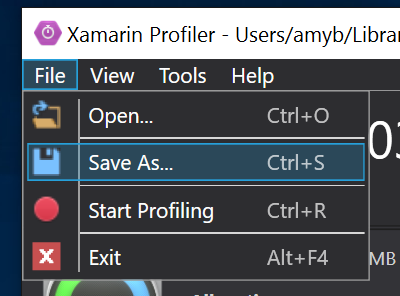 Xamarin Profiler - Users/amyb/Librar
File View Tools Help
Open... Ctrl+O
Save As... Ctrl+S
Start Profiling Ctrl+R
Exit Alt+F4
MB